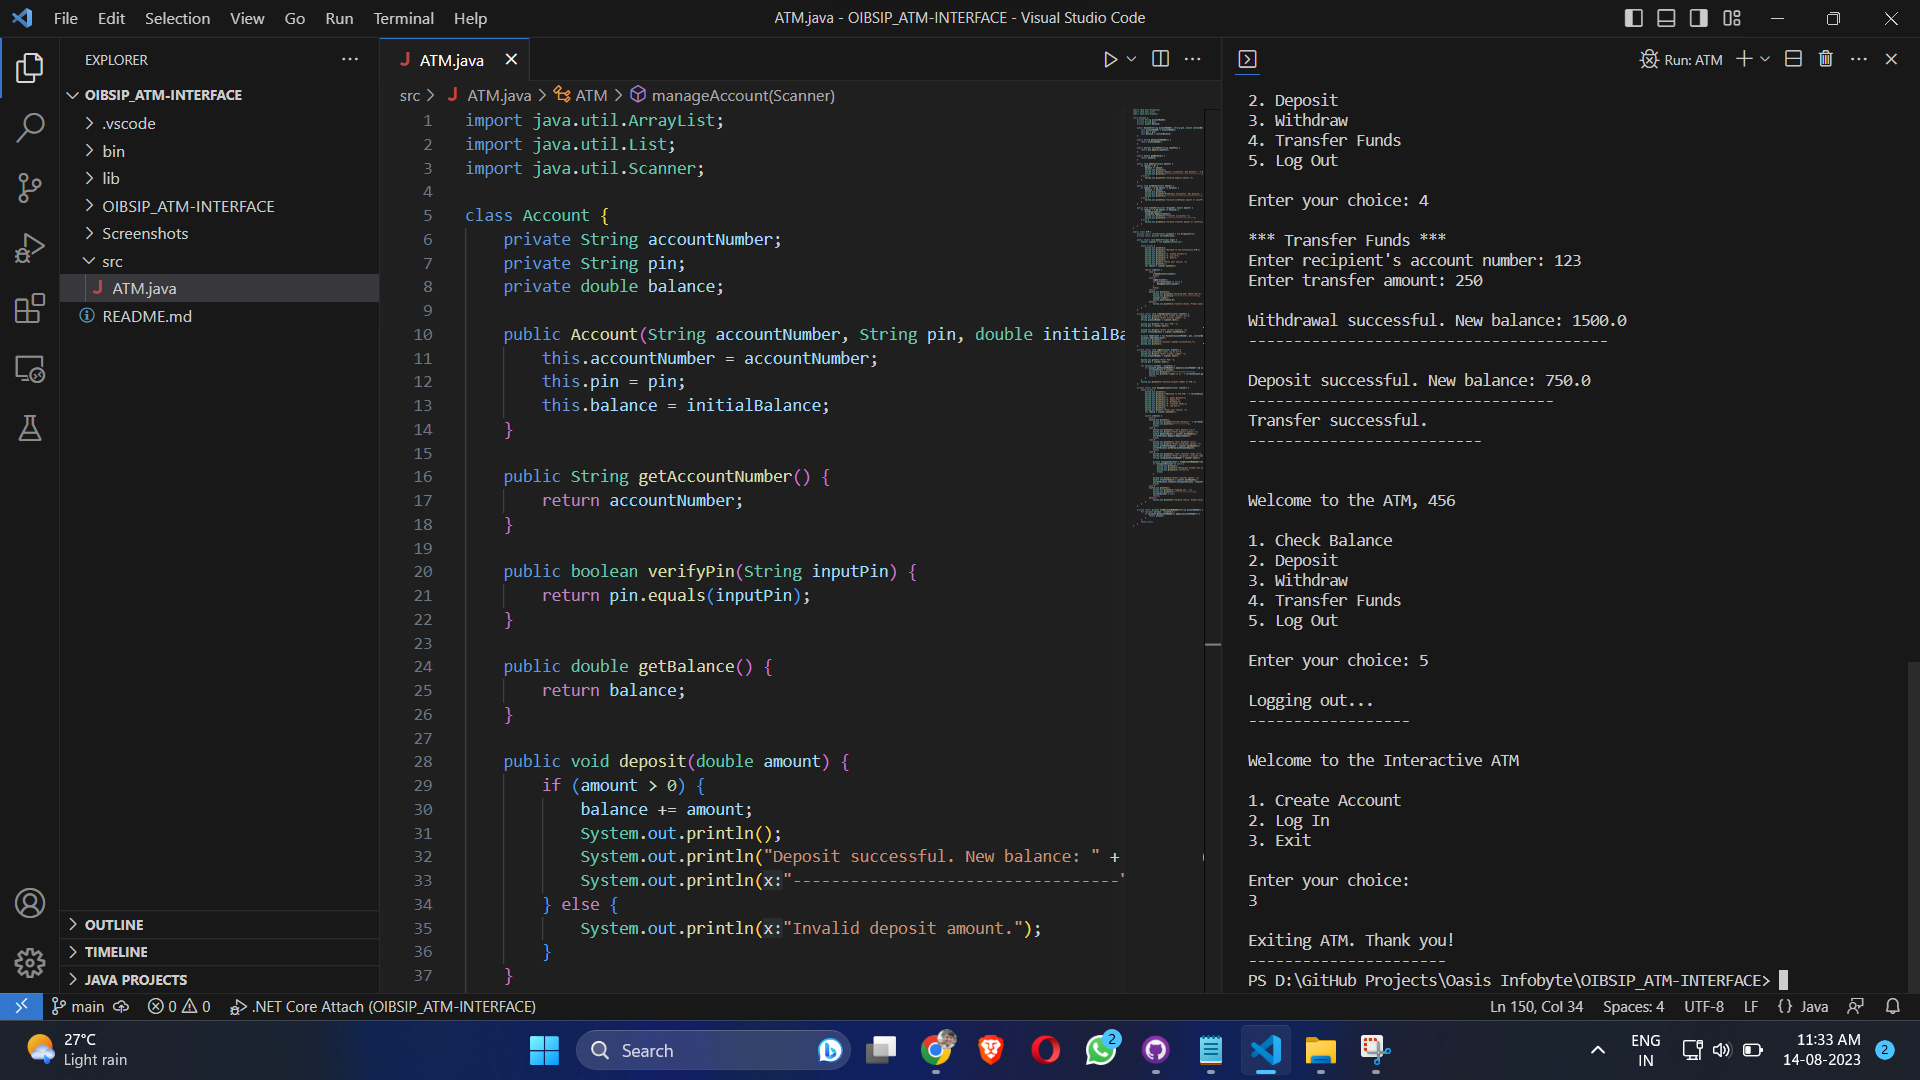 File Edit Selection View Go Run Terminal Help
ATM.java - OIBSIP_ATM-INTERFACE - Visual Studio Code
EXPLORER
OIBSIP_ATM-INTERFACE
.vscode
bin
lib
OIBSIP_ATM-INTERFACE
Screenshots
src
J ATM.java
README.md
OUTLINE
TIMELINE
JAVA PROJECTS
J ATM.java
src > J ATM.java > ATM > manageAccount(Scanner)
1 import java.util.ArrayList;
2 import java.util.List;
3 import java.util.Scanner;
4
5 class Account {
6 private String accountNumber;
7 private String pin;
8 private double balance;
9
10 public Account(String accountNumber, String pin, double initialBa
11 this.accountNumber = accountNumber;
12 this.pin = pin;
13 this.balance = initialBalance;
14 }
15
16 public String getAccountNumber() {
17 return accountNumber;
18 }
19
20 public boolean verifyPin(String inputPin) {
21 return pin.equals(inputPin);
22 }
23
24 public double getBalance() {
25 return balance;
26 }
27
28 public void deposit(double amount) {
29 if (amount > 0) {
30 balance += amount;
31 System.out.println();
32 System.out.println("Deposit successful. New balance: " +
33 System.out.println(x:"----------------------------------"
34 } else {
35 System.out.println(x:"Invalid deposit amount.");
36 }
37 }
Run: ATM
2. Deposit
3. Withdraw
4. Transfer Funds
5. Log Out
Enter your choice: 4
*** Transfer Funds ***
Enter recipient's account number: 123
Enter transfer amount: 250
Withdrawal successful. New balance: 1500.0
----------------------------------------
Deposit successful. New balance: 750.0
----------------------------------
Transfer successful.
--------------------------
Welcome to the ATM, 456
1. Check Balance
2. Deposit
3. Withdraw
4. Transfer Funds
5. Log Out
Enter your choice: 5
Logging out...
------------------
Welcome to the Interactive ATM
1. Create Account
2. Log In
3. Exit
Enter your choice:
3
Exiting ATM. Thank you!
----------------------
PS D:\GitHub Projects\Oasis Infobyte\OIBSIP_ATM-INTERFACE>
main 0 0 .NET Core Attach (OIBSIP_ATM-INTERFACE)
Ln 150, Col 34 Spaces: 4 UTF-8 LF {} Java
27°C
Light rain
Search
2
ENG
IN
11:33 AM
14-08-2023
2